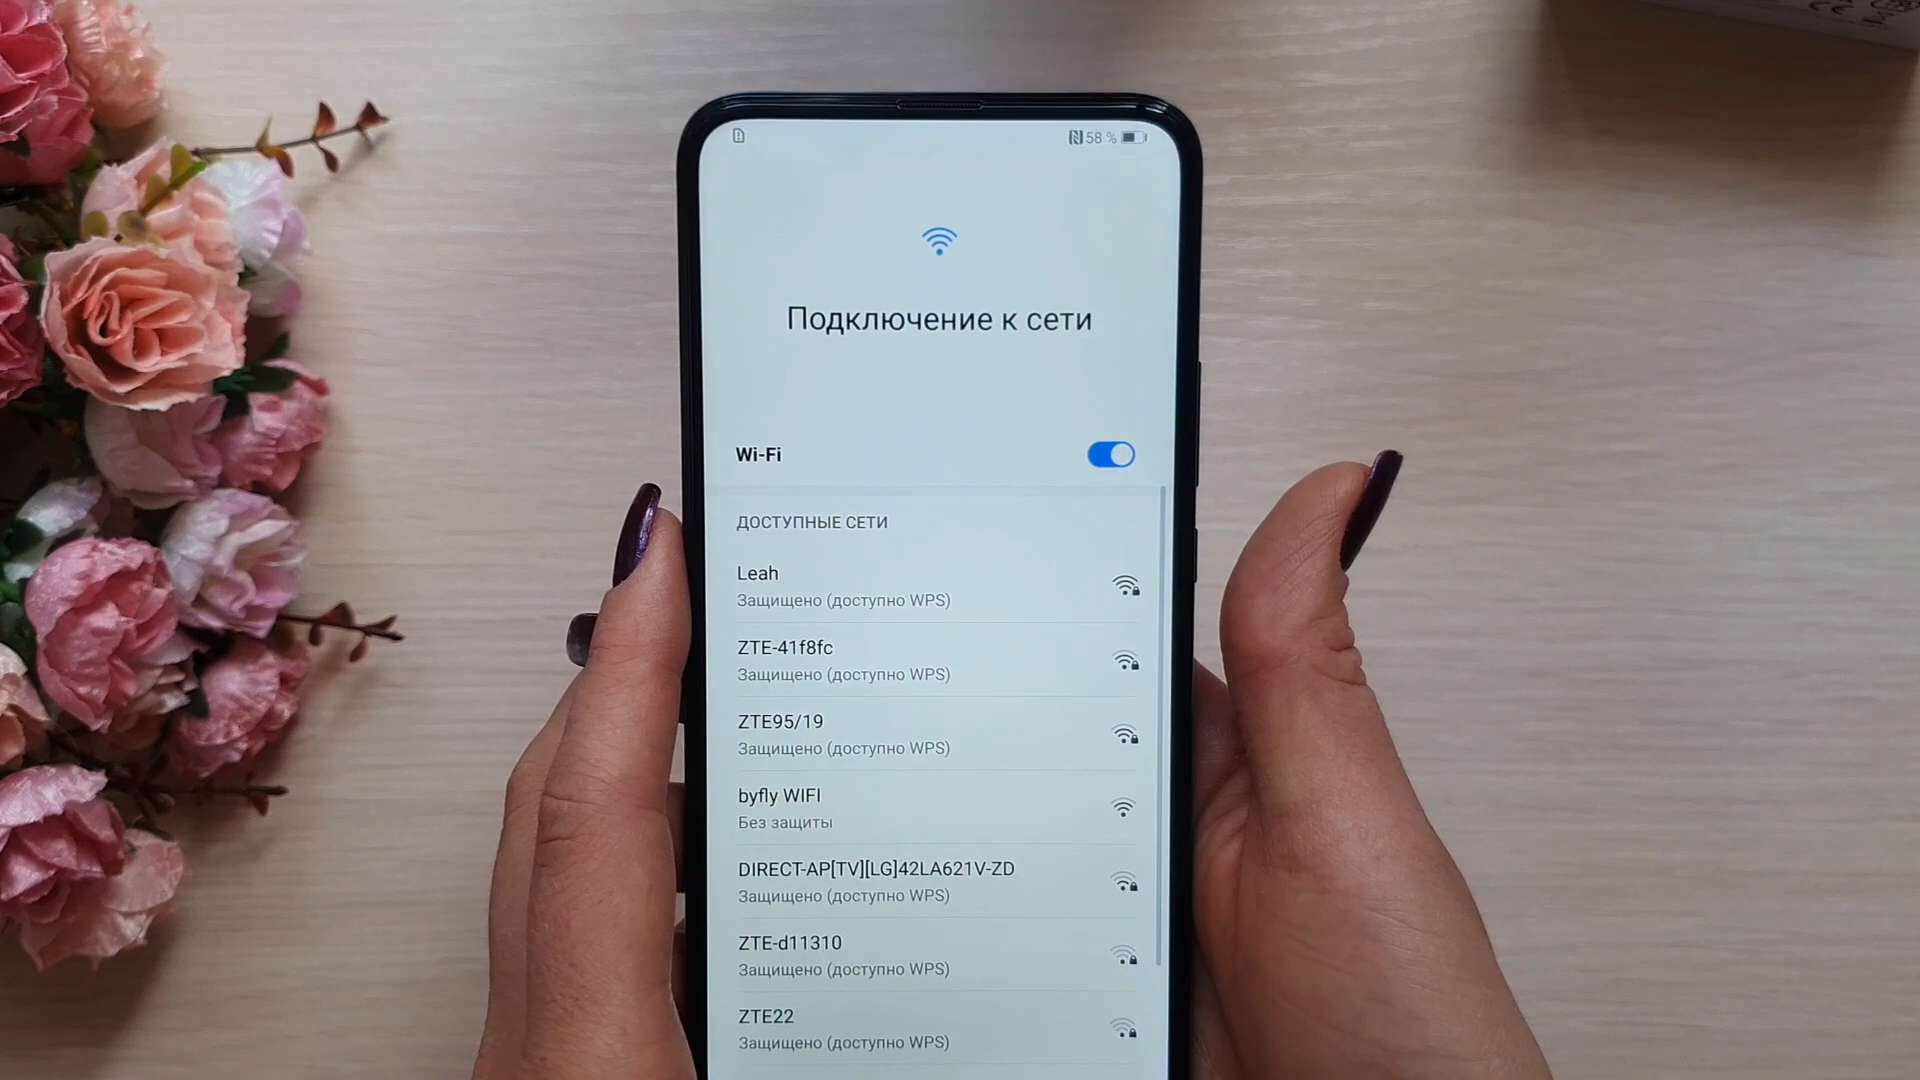 58 %
Подключение к сети
Wi-Fi
ДОСТУПНЫЕ СЕТИ
Leah
Защищено (доступно WPS)
ZTE-41f8fc
Защищено (доступно WPS)
ZTE95/19
Защищено (доступно WPS)
byfly WIFI
Без защиты
DIRECT-AP[TV][LG]42LA621V-ZD
Защищено (доступно WPS)
ZTE-d11310
Защищено (доступно WPS)
ZTE22
Защищено (доступно WPS)